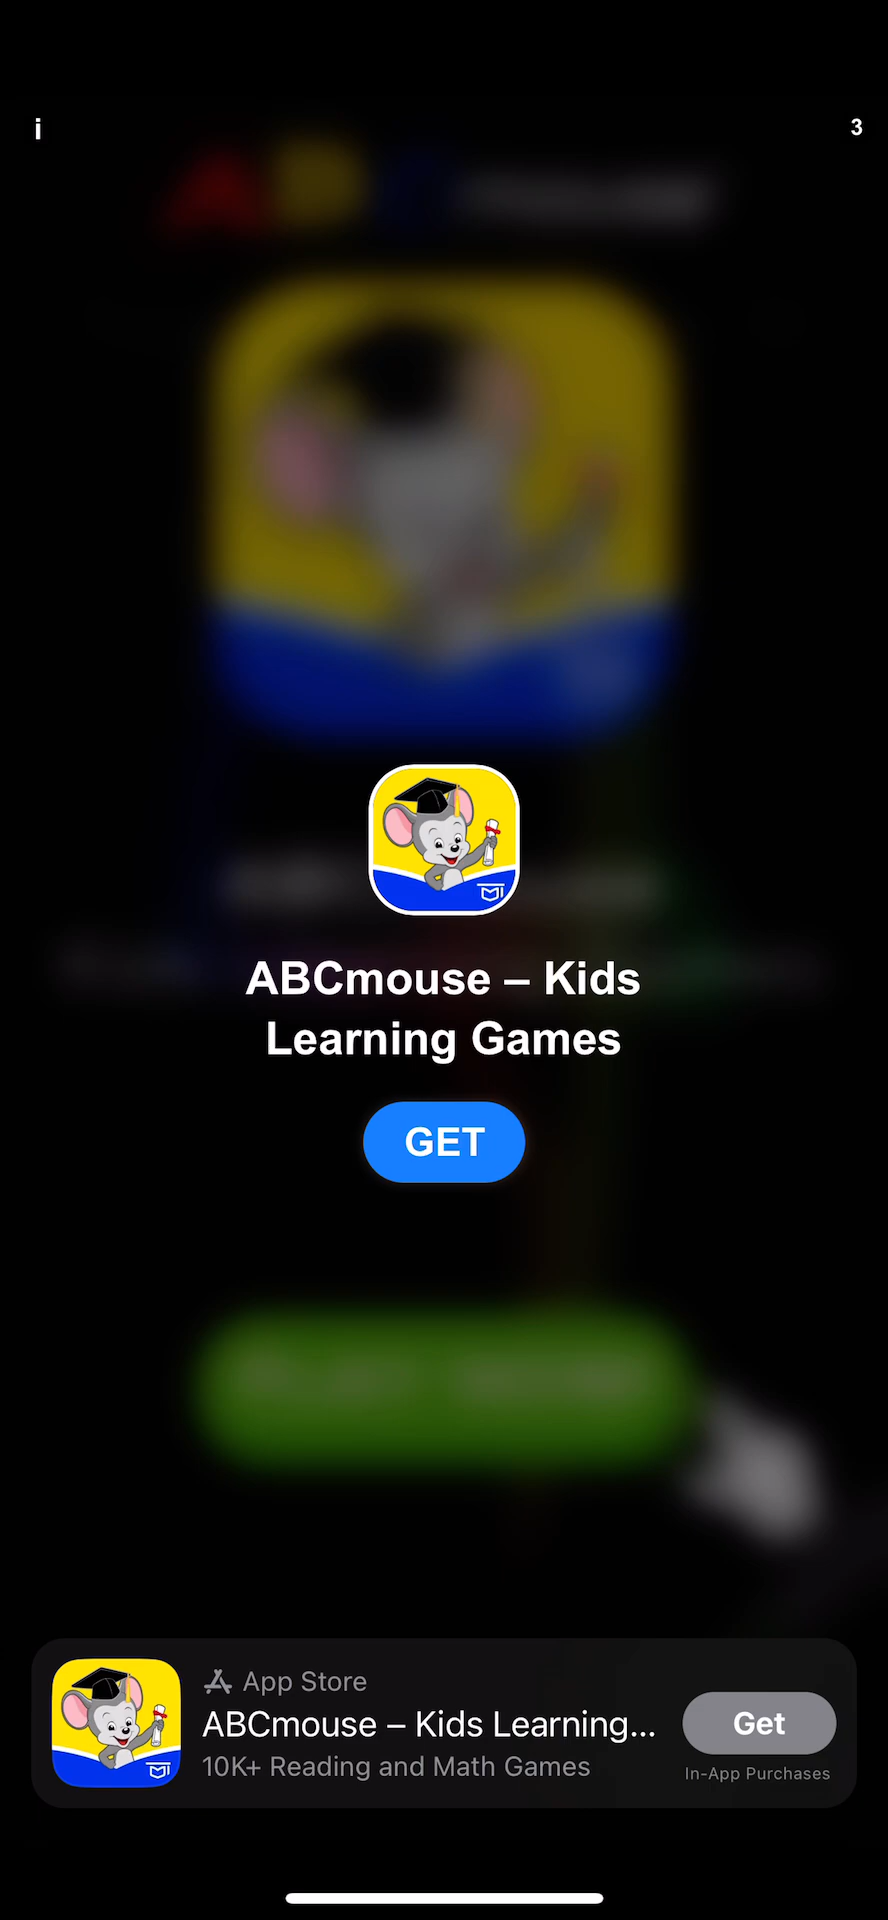 i
3
ABCmouse – Kids
Learning Games
GET
App Store
ABCmouse – Kids Learning...
Get
10K+ Reading and Math Games
In-App Purchases